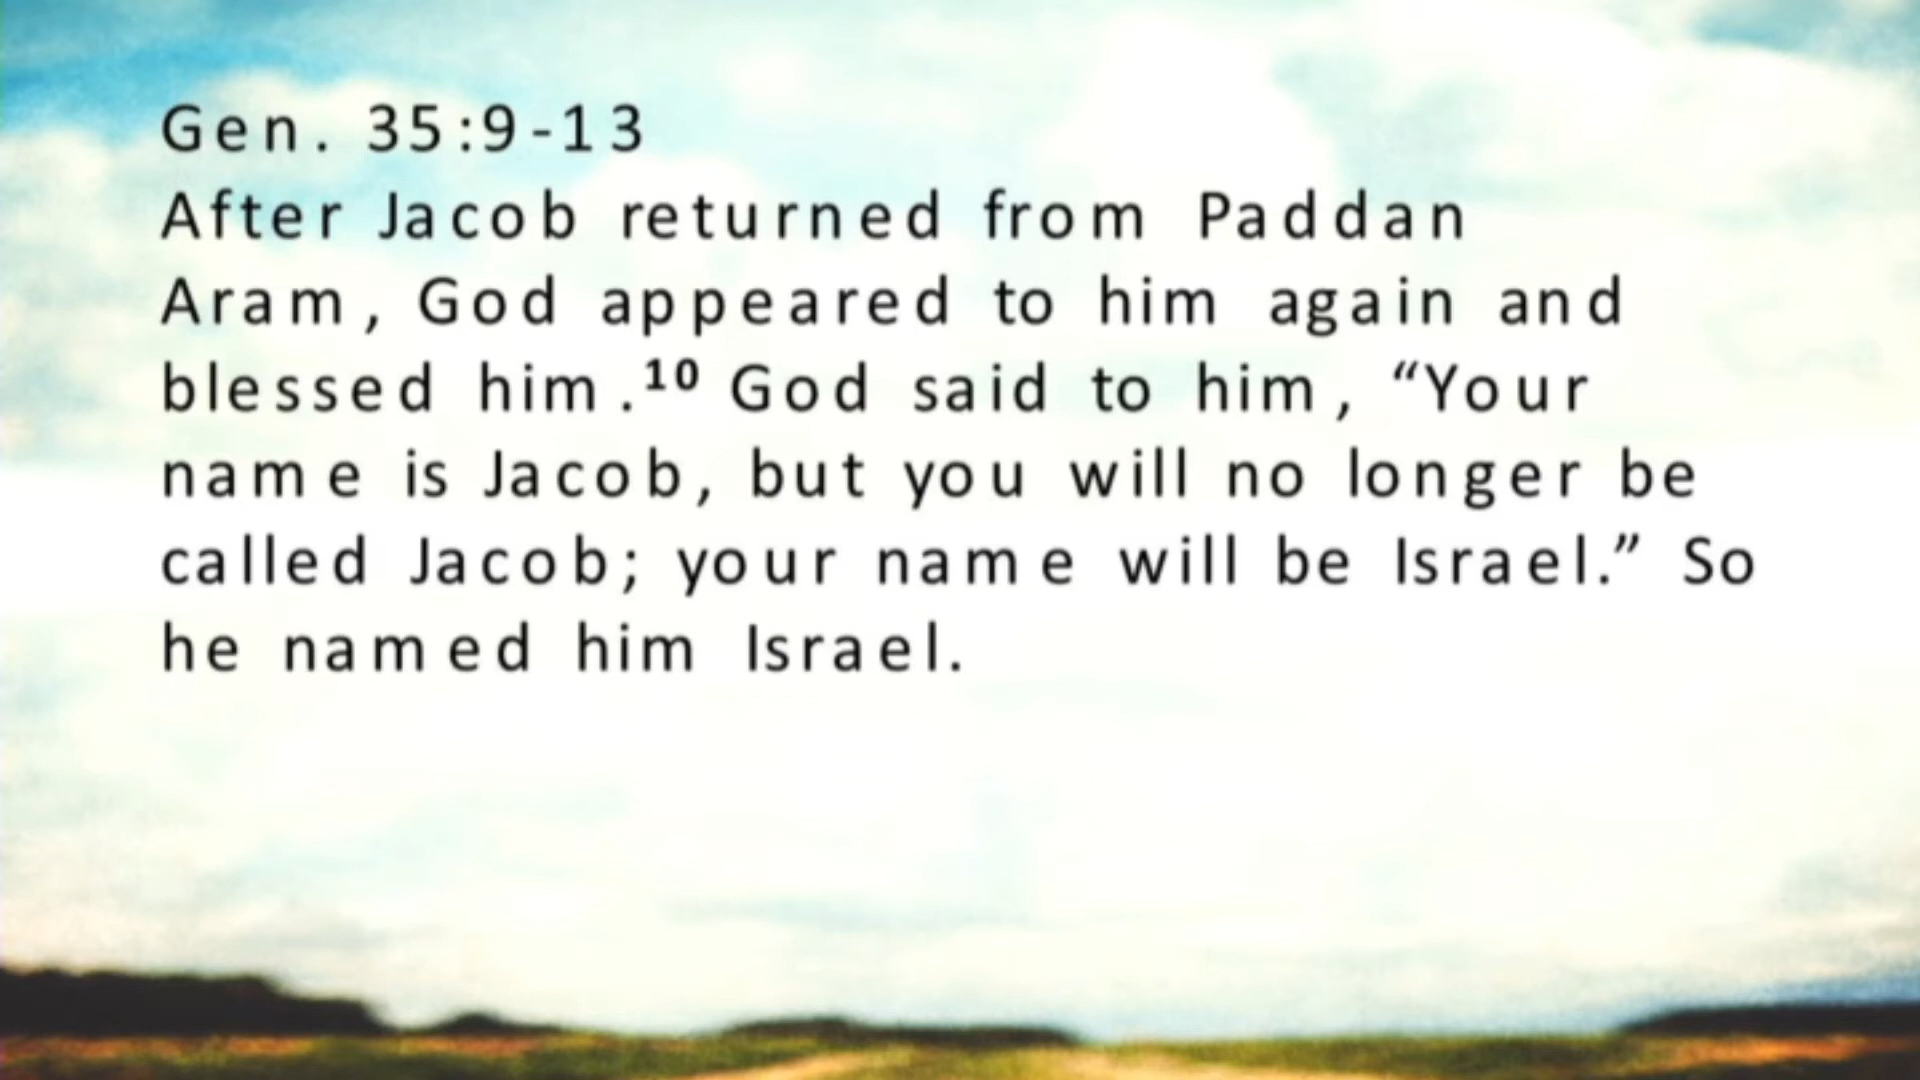 Gen. 35:9-13
After Jacob returned from Paddan
Aram, God appeared to him again and
blessed him.¹⁰ God said to him, “Your
name is Jacob, but you will no longer be
called Jacob; your name will be Israel.” So
he named him Israel.